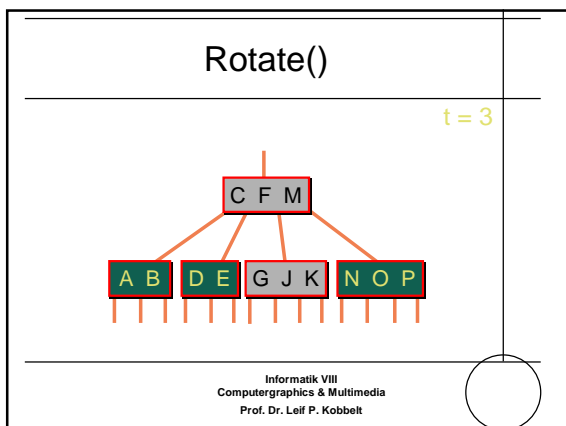 Rotate()
t = 3
C F M
A B D E G J K N O P
Informatik VIII
Computergraphics & Multimedia
Prof. Dr. Leif P. Kobbelt